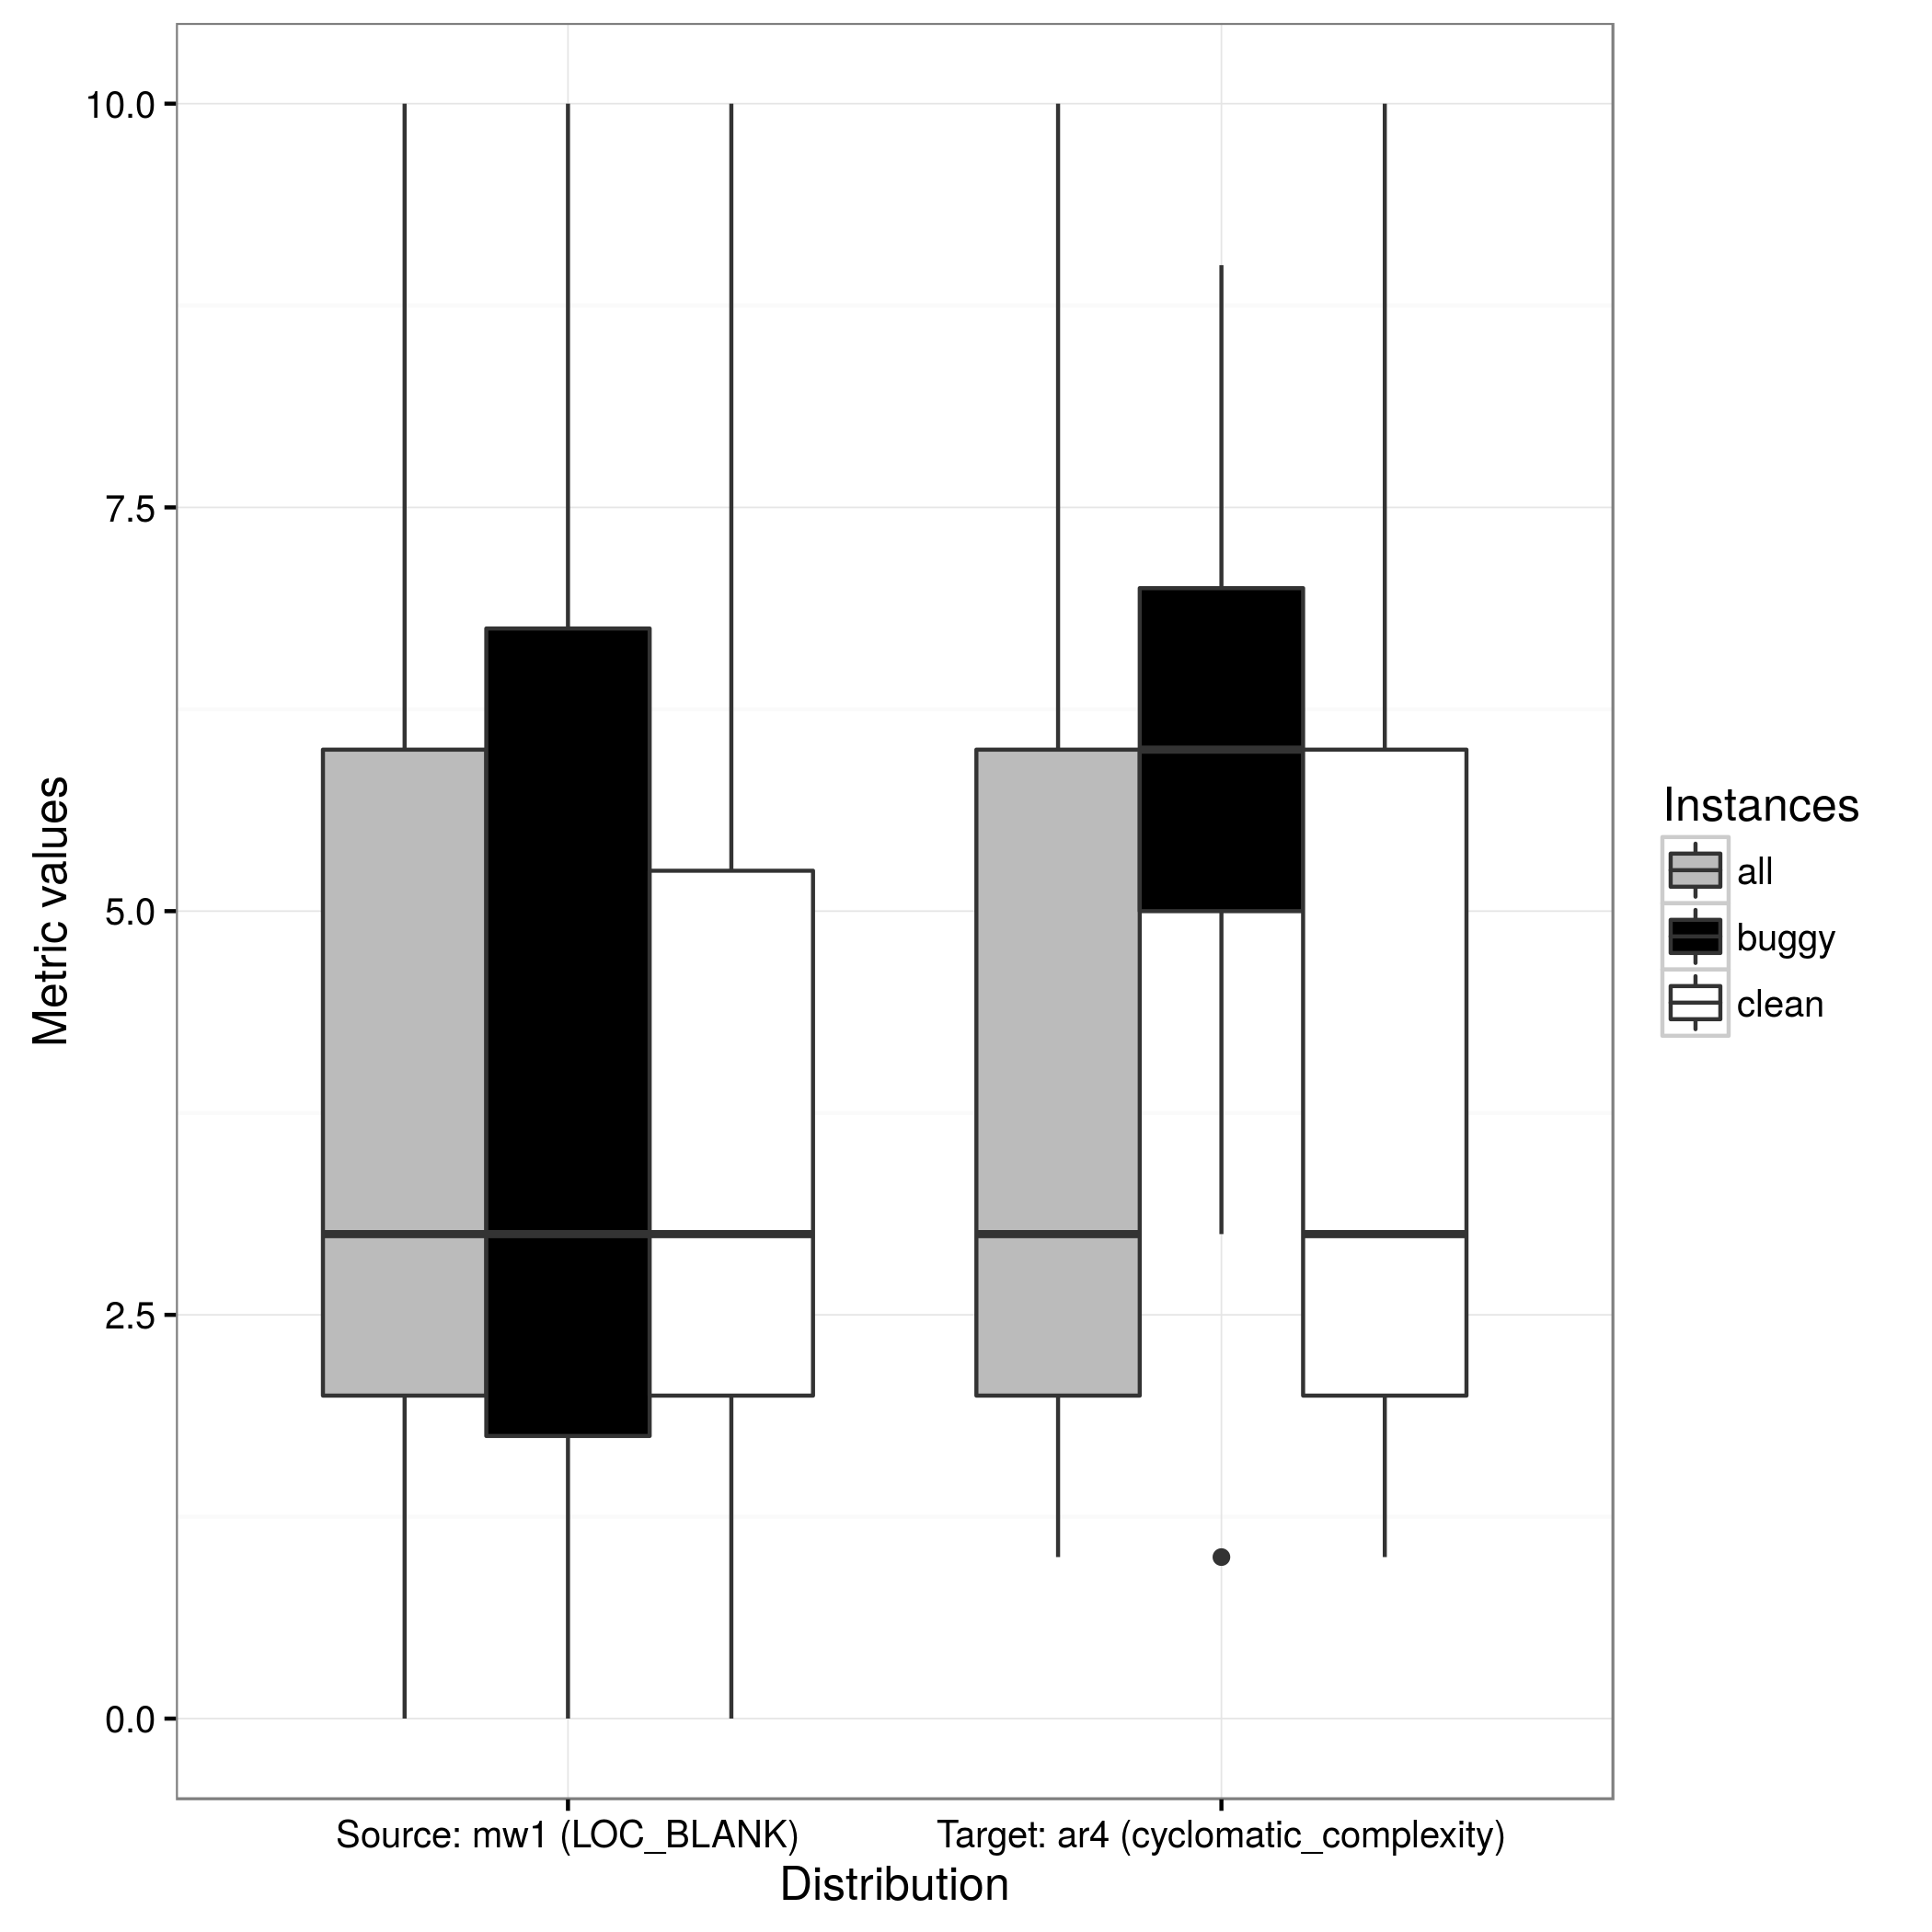 10.0
7.5
5.0
2.5
0.0
Metric values
Source: mw1 (LOC_BLANK)
Target: ar4 (cyclomatic_complexity)
Distribution
Instances
all
buggy
clean